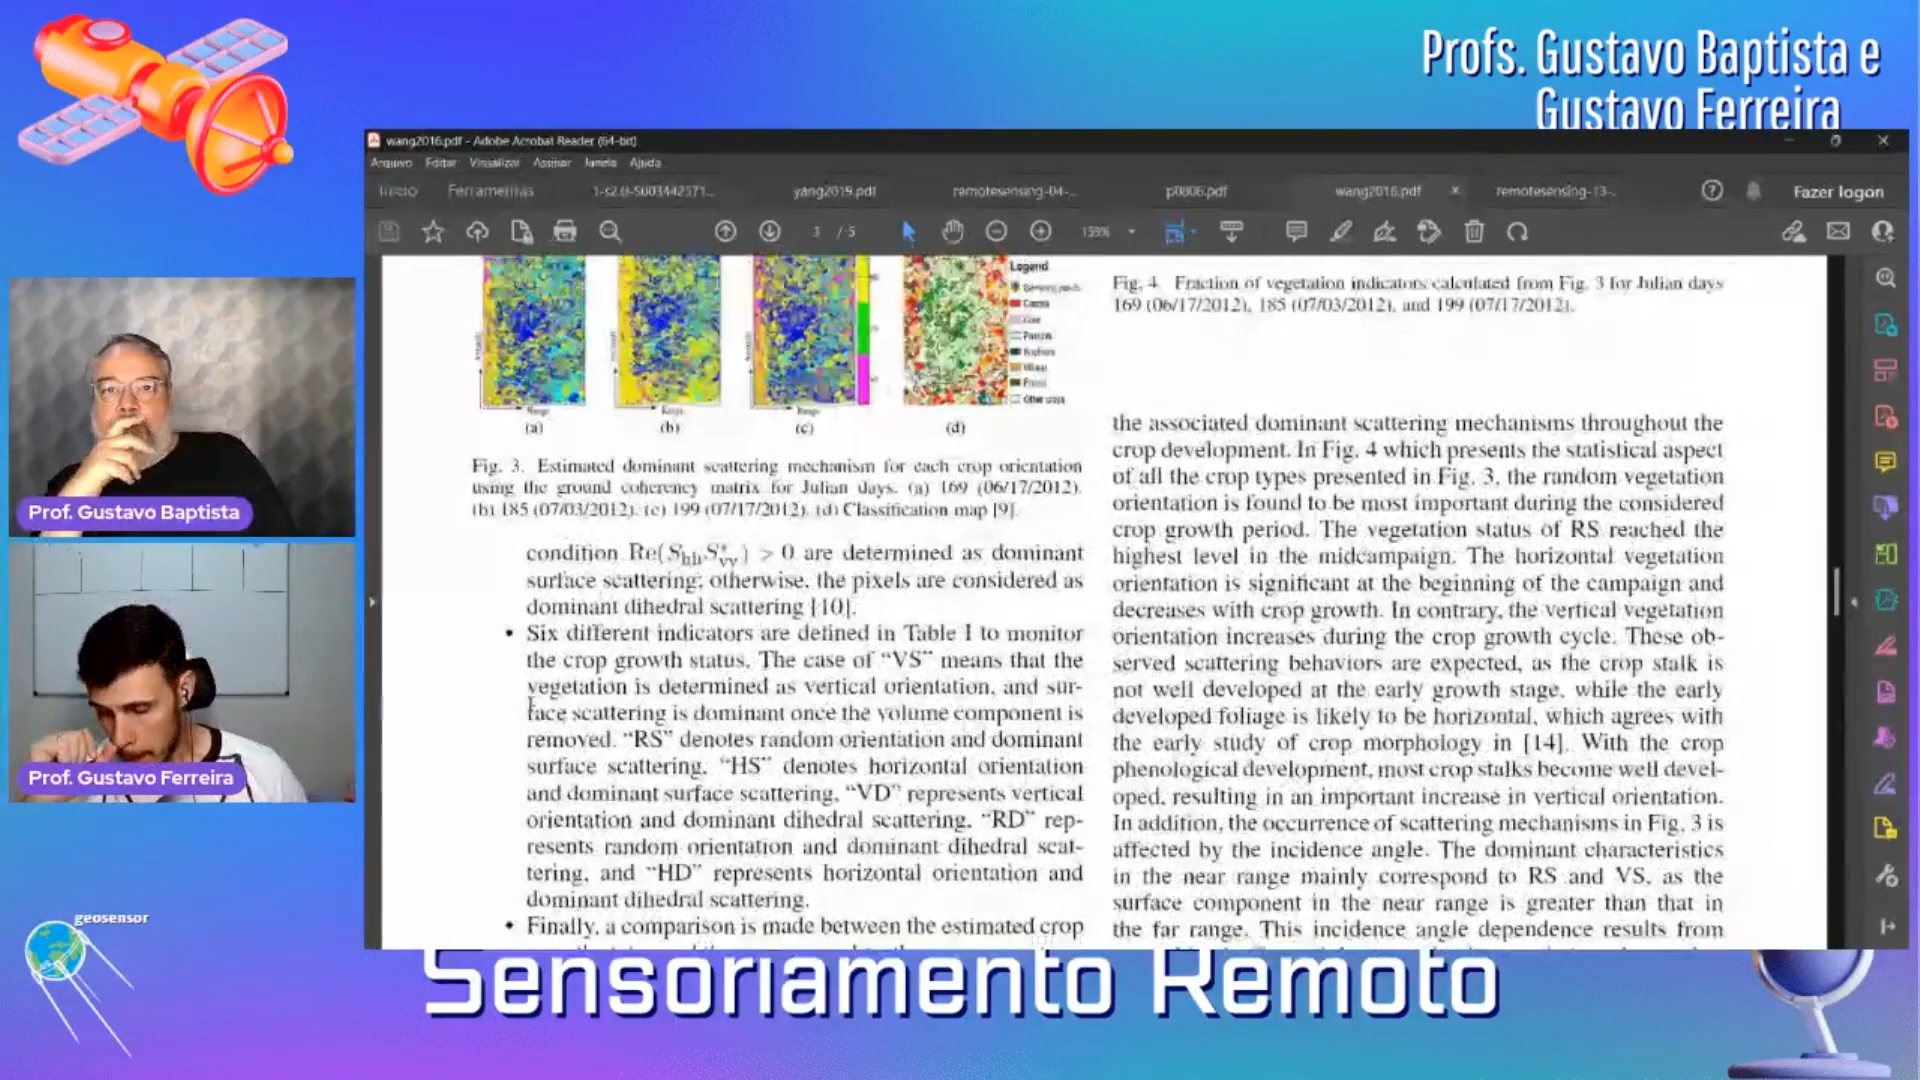 Profs. Gustavo Baptista e
Gustavo Ferreira
wang2016.pdf - Adobe Acrobat Reader (64-bit)
Arquivo Editar Visualizar Assinar Janela Ajuda
Início Ferramentas 1-s2.0-S003442571... yang2019.pdf remotesensing-04-... p0806.pdf wang2016.pdf × remotesensing-13-... Fazer logon
3 / 5 159%
Legend
Canola
Pasture
Soybean
Wheat
Forest
Other crops
Range Range Range
(a) (b) (c) (d)
Fig. 3. Estimated dominant scattering mechanism for each crop orientation
using the ground coherency matrix for Julian days. (a) 169 (06/17/2012).
(b) 185 (07/03/2012). (c) 199 (07/17/2012). (d) Classification map [9].
condition Re(S_hh S*_vv) > 0 are determined as dominant
surface scattering; otherwise, the pixels are considered as
dominant dihedral scattering [10].
• Six different indicators are defined in Table I to monitor
the crop growth status. The case of “VS” means that the
vegetation is determined as vertical orientation, and sur-
face scattering is dominant once the volume component is
removed. “RS” denotes random orientation and dominant
surface scattering. “HS” denotes horizontal orientation
and dominant surface scattering. “VD” represents vertical
orientation and dominant dihedral scattering. “RD” rep-
resents random orientation and dominant dihedral scat-
tering, and “HD” represents horizontal orientation and
dominant dihedral scattering.
• Finally, a comparison is made between the estimated crop
Fig. 4. Fraction of vegetation indicators calculated from Fig. 3 for Julian days
169 (06/17/2012), 185 (07/03/2012), and 199 (07/17/2012).
the associated dominant scattering mechanisms throughout the
crop development. In Fig. 4 which presents the statistical aspect
of all the crop types presented in Fig. 3, the random vegetation
orientation is found to be most important during the considered
crop growth period. The vegetation status of RS reached the
highest level in the midcampaign. The horizontal vegetation
orientation is significant at the beginning of the campaign and
decreases with crop growth. In contrary, the vertical vegetation
orientation increases during the crop growth cycle. These ob-
served scattering behaviors are expected, as the crop stalk is
not well developed at the early growth stage, while the early
developed foliage is likely to be horizontal, which agrees with
the early study of crop morphology in [14]. With the crop
phenological development, most crop stalks become well devel-
oped, resulting in an important increase in vertical orientation.
In addition, the occurrence of scattering mechanisms in Fig. 3 is
affected by the incidence angle. The dominant characteristics
in the near range mainly correspond to RS and VS, as the
surface component in the near range is greater than that in
the far range. This incidence angle dependence results from
Prof. Gustavo Baptista
Prof. Gustavo Ferreira
geosensor
Sensoriamento Remoto